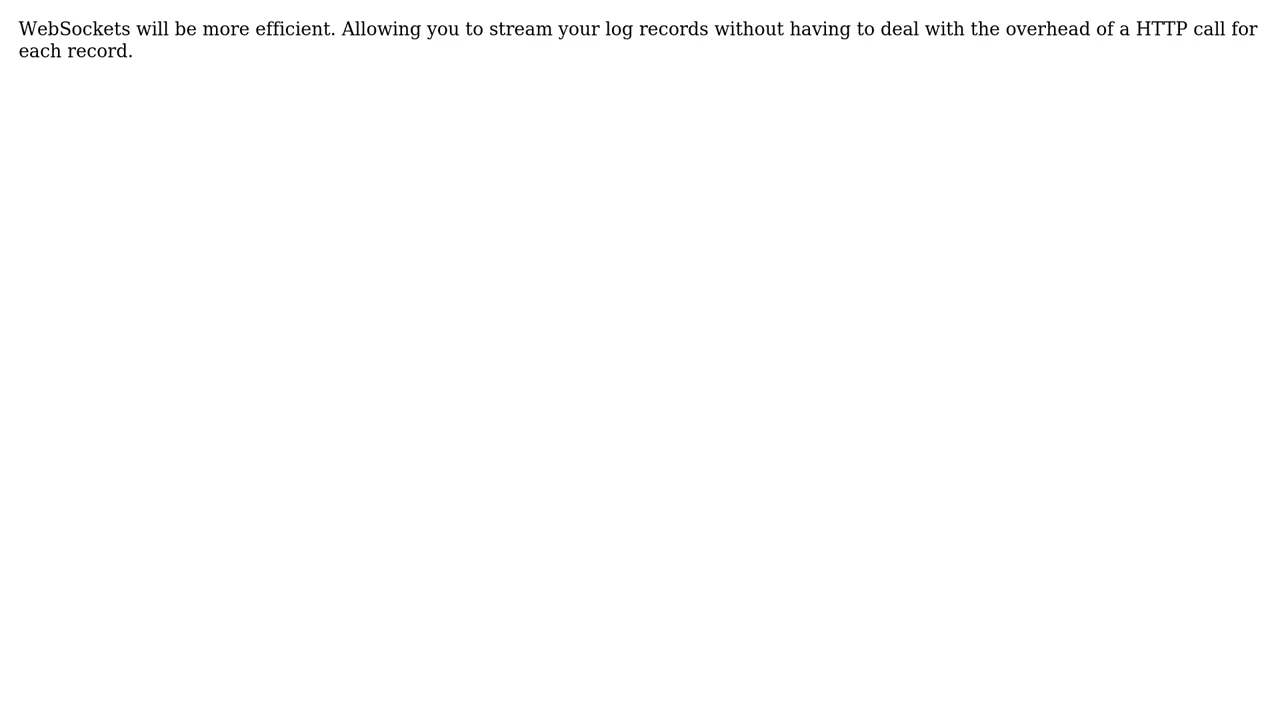 WebSockets will be more efficient. Allowing you to stream your log records without having to deal with the overhead of a HTTP call for
each record.